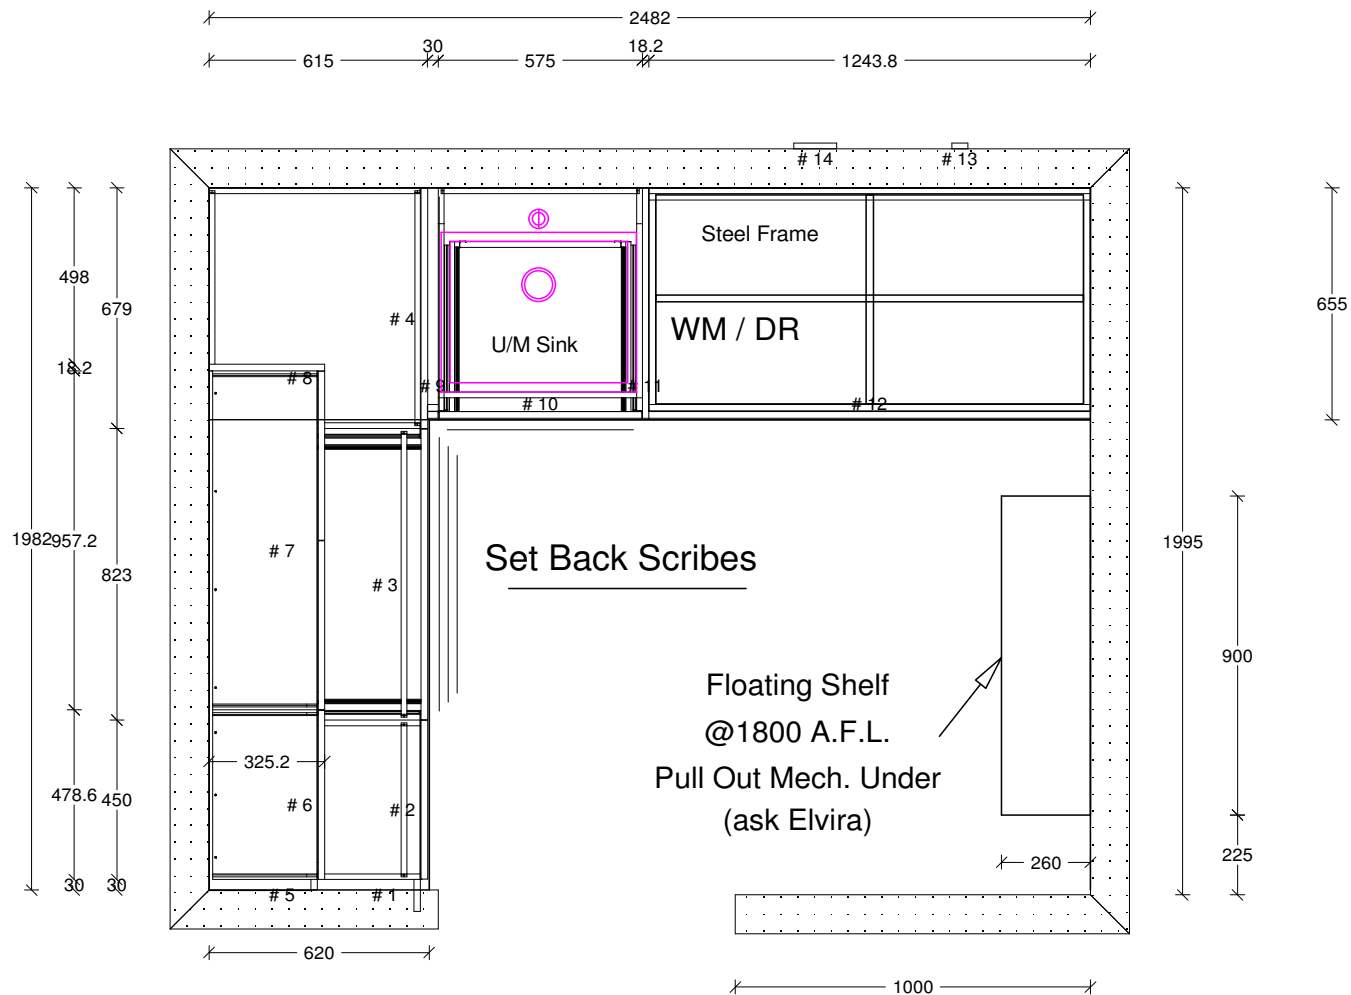 2482
30 18.2
615 575 1243.8
# 14 # 13
Steel Frame
498
679
# 4
655
WM / DR
U/M Sink
18.2
# 8
# 9 # 11
# 10 # 12
1982
957.2
1995
# 7
Set Back Scribes
823
# 3
900
Floating Shelf
@1800 A.F.L.
Pull Out Mech. Under
(ask Elvira)
325.2
478.6
450
# 6
# 2
225
260
30 30
# 5 # 1
620
1000